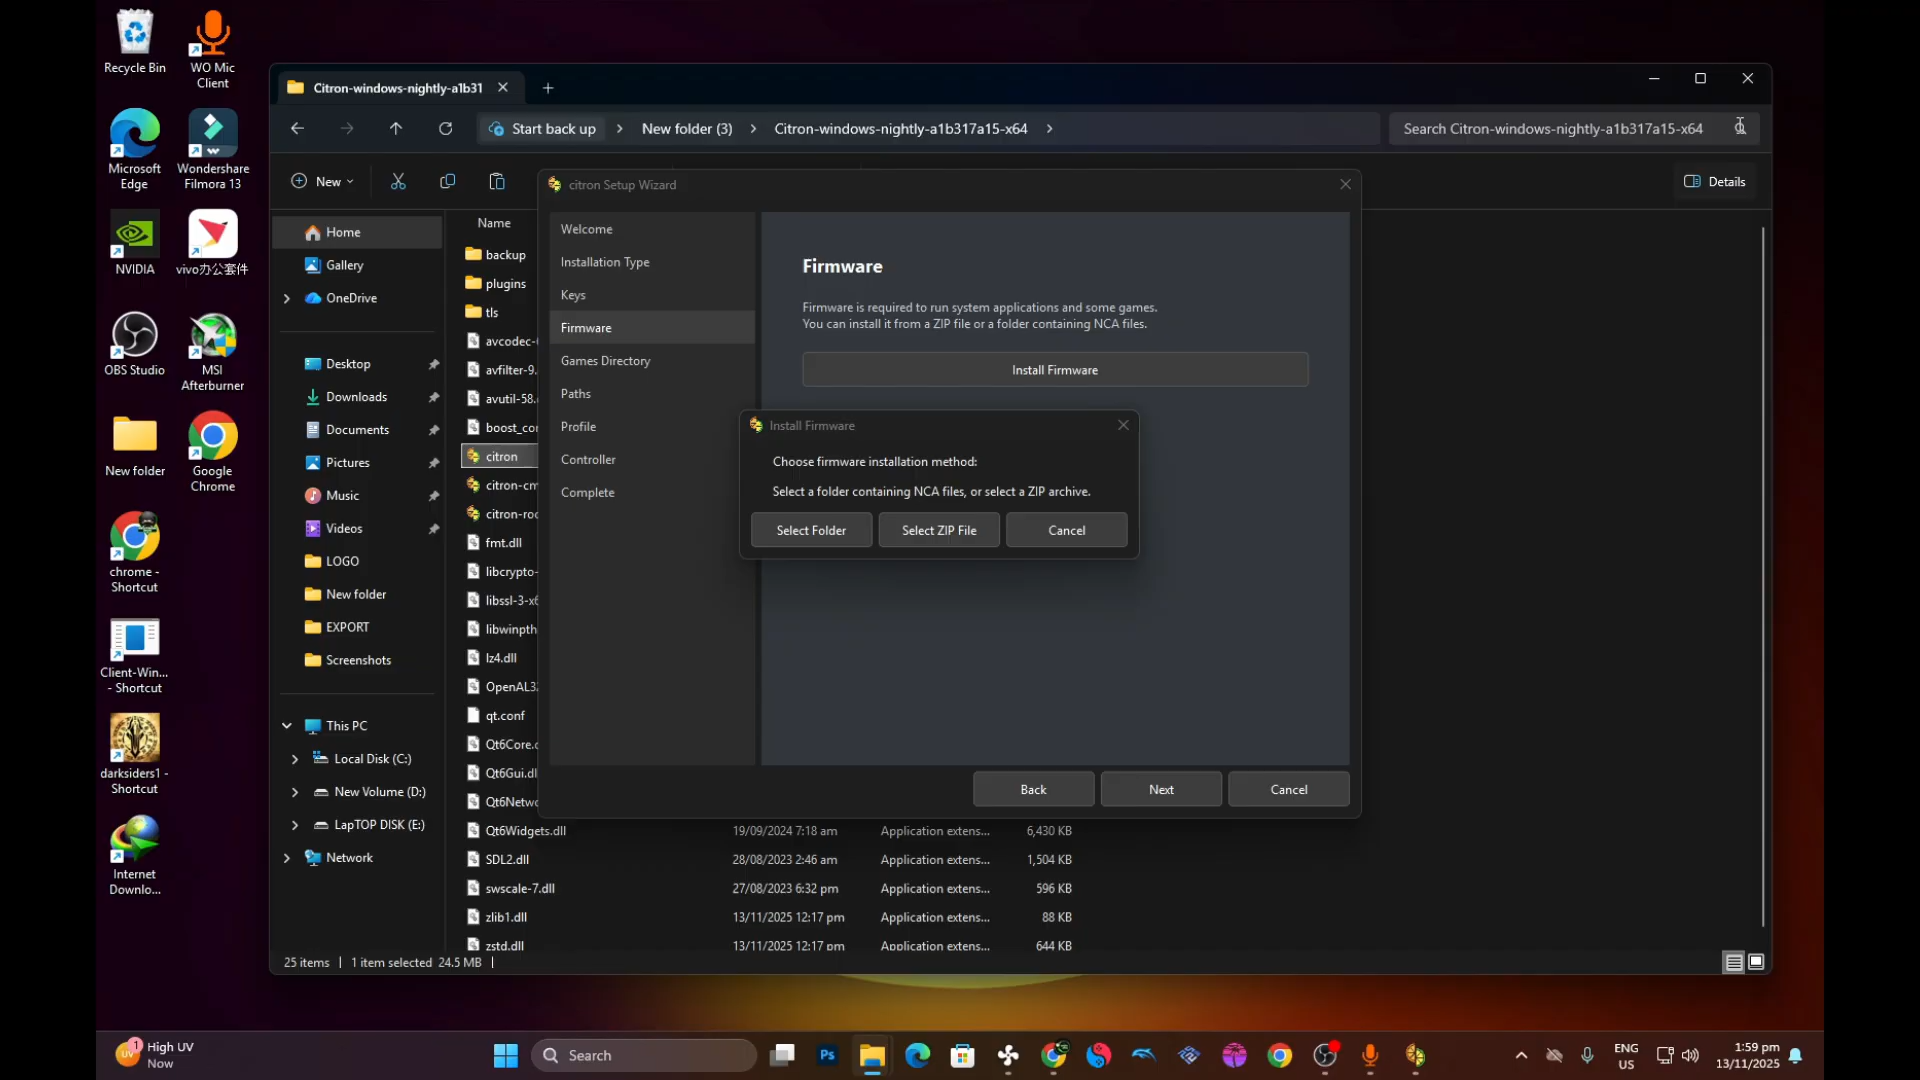 Recycle Bin
WO Mic
Client
Microsoft
Edge
Wondershare
Filmora 13
NVIDIA
vivo办公套件
OBS Studio
MSI
Afterburner
New folder
Google
Chrome
chrome -
Shortcut
Client-Win...
- Shortcut
darksiders1 -
Shortcut
Internet
Downlo...
Citron-windows-nightly-a1b31
Start back up
New folder (3)
Citron-windows-nightly-a1b317a15-x64
Search Citron-windows-nightly-a1b317a15-x64
New
Details
Home
Gallery
OneDrive
Desktop
Downloads
Documents
Pictures
Music
Videos
LOGO
New folder
EXPORT
Screenshots
This PC
Local Disk (C:)
New Volume (D:)
LapTOP DISK (E:)
Network
Name
backup
plugins
tls
avcodec-
avfilter-9.
avutil-58.
boost_co
citron
citron-cm
citron-roo
fmt.dll
libcrypto-
libssl-3-x6
libwinpth
lz4.dll
OpenAL3
qt.conf
Qt6Core.
Qt6Gui.dl
Qt6Netwo
Qt6Widgets.dll 19/09/2024 7:18 am Application extens... 6,430 KB
SDL2.dll 28/08/2023 2:46 am Application extens... 1,504 KB
swscale-7.dll 27/08/2023 6:32 pm Application extens... 596 KB
zlib1.dll 13/11/2025 12:17 pm Application extens... 88 KB
zstd.dll 13/11/2025 12:17 pm Application extens... 644 KB
25 items | 1 item selected 24.5 MB |
citron Setup Wizard
Welcome
Installation Type
Keys
Firmware
Games Directory
Paths
Profile
Controller
Complete
Firmware
Firmware is required to run system applications and some games.
You can install it from a ZIP file or a folder containing NCA files.
Install Firmware
Install Firmware
Choose firmware installation method:
Select a folder containing NCA files, or select a ZIP archive.
Select Folder
Select ZIP File
Cancel
Back
Next
Cancel
UV
1
High UV
Now
Search
Ps
ENG
US
1:59 pm
13/11/2025